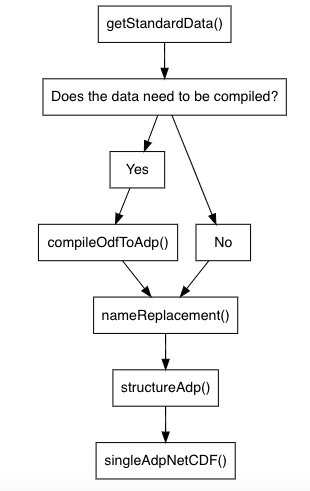 getStandardData()
Does the data need to be compiled?
Yes
compileOdfToAdp()
No
nameReplacement()
structureAdp()
singleAdpNetCDF()